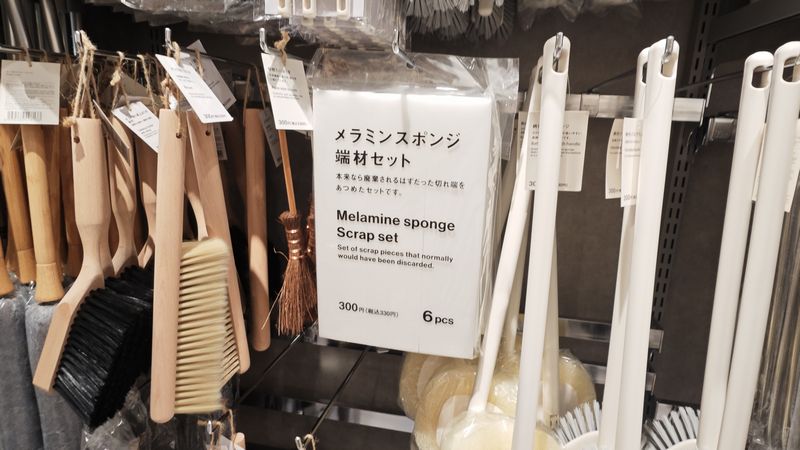 メラミンスポンジ
端材セット
本来なら廃棄されるはずだった切れ端を
あつめたセットです。
Melamine sponge
Scrap set
Set of scrap pieces that normally
would have been discarded.
300円(税込330円)
6 pcs